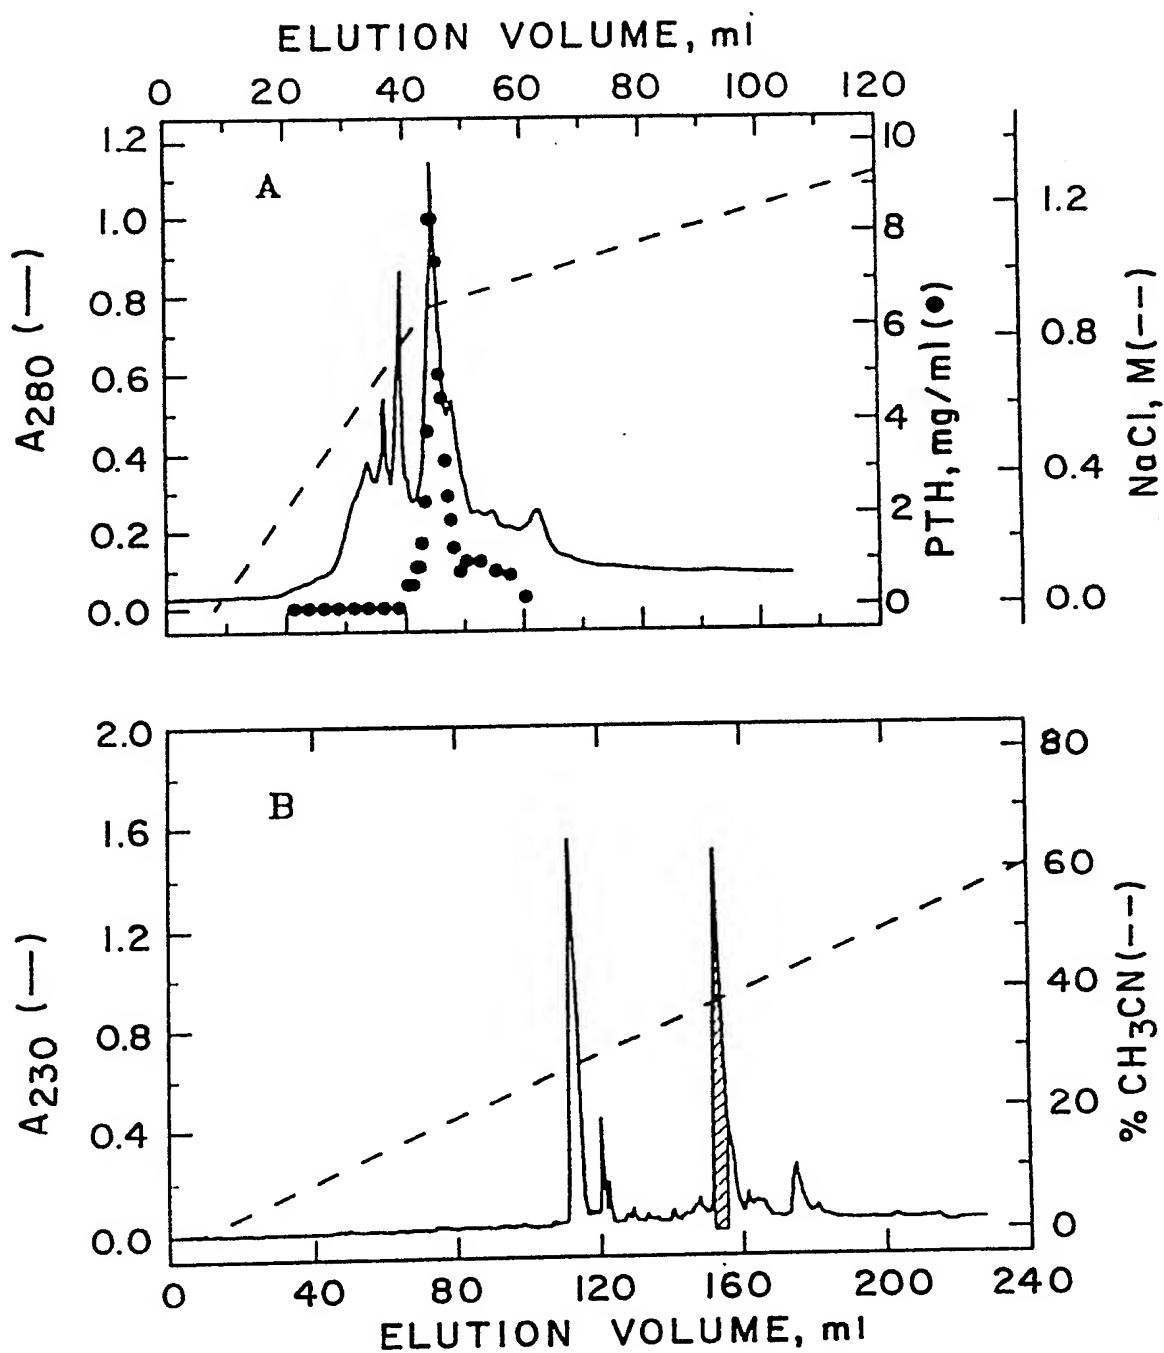 ELUTION VOLUME, ml
0 20 40 60 80 100 120
A
1.2
1.0
0.8
0.6
0.4
0.2
0.0
A280 (—)
10
8
6
4
2
0
PTH, mg/ml (●)
1.2
0.8
0.4
0.0
NaCl, M (--)
B
2.0
1.6
1.2
0.8
0.4
0.0
A230 (—)
80
60
40
20
0
% CH3CN (--)
0 40 80 120 160 200 240
ELUTION VOLUME, ml